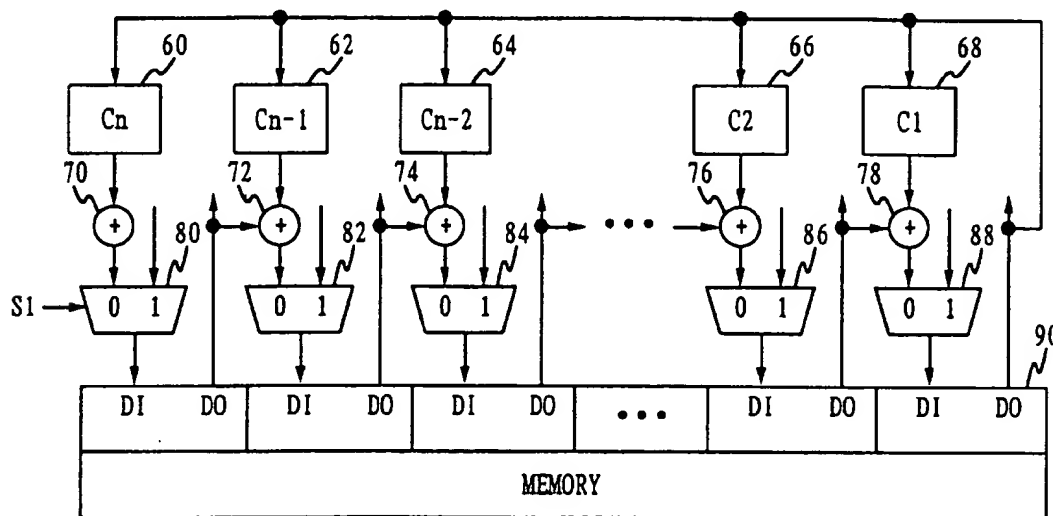 60 62 64 66 68
Cn Cn-1 Cn-2 C2 C1
70 72 74 76 78
+ + + ••• + +
80 82 84 86 88
S1 0 1 0 1 0 1 0 1 0 1
90
DI DO DI DO DI DO ••• DI DO DI DO
MEMORY